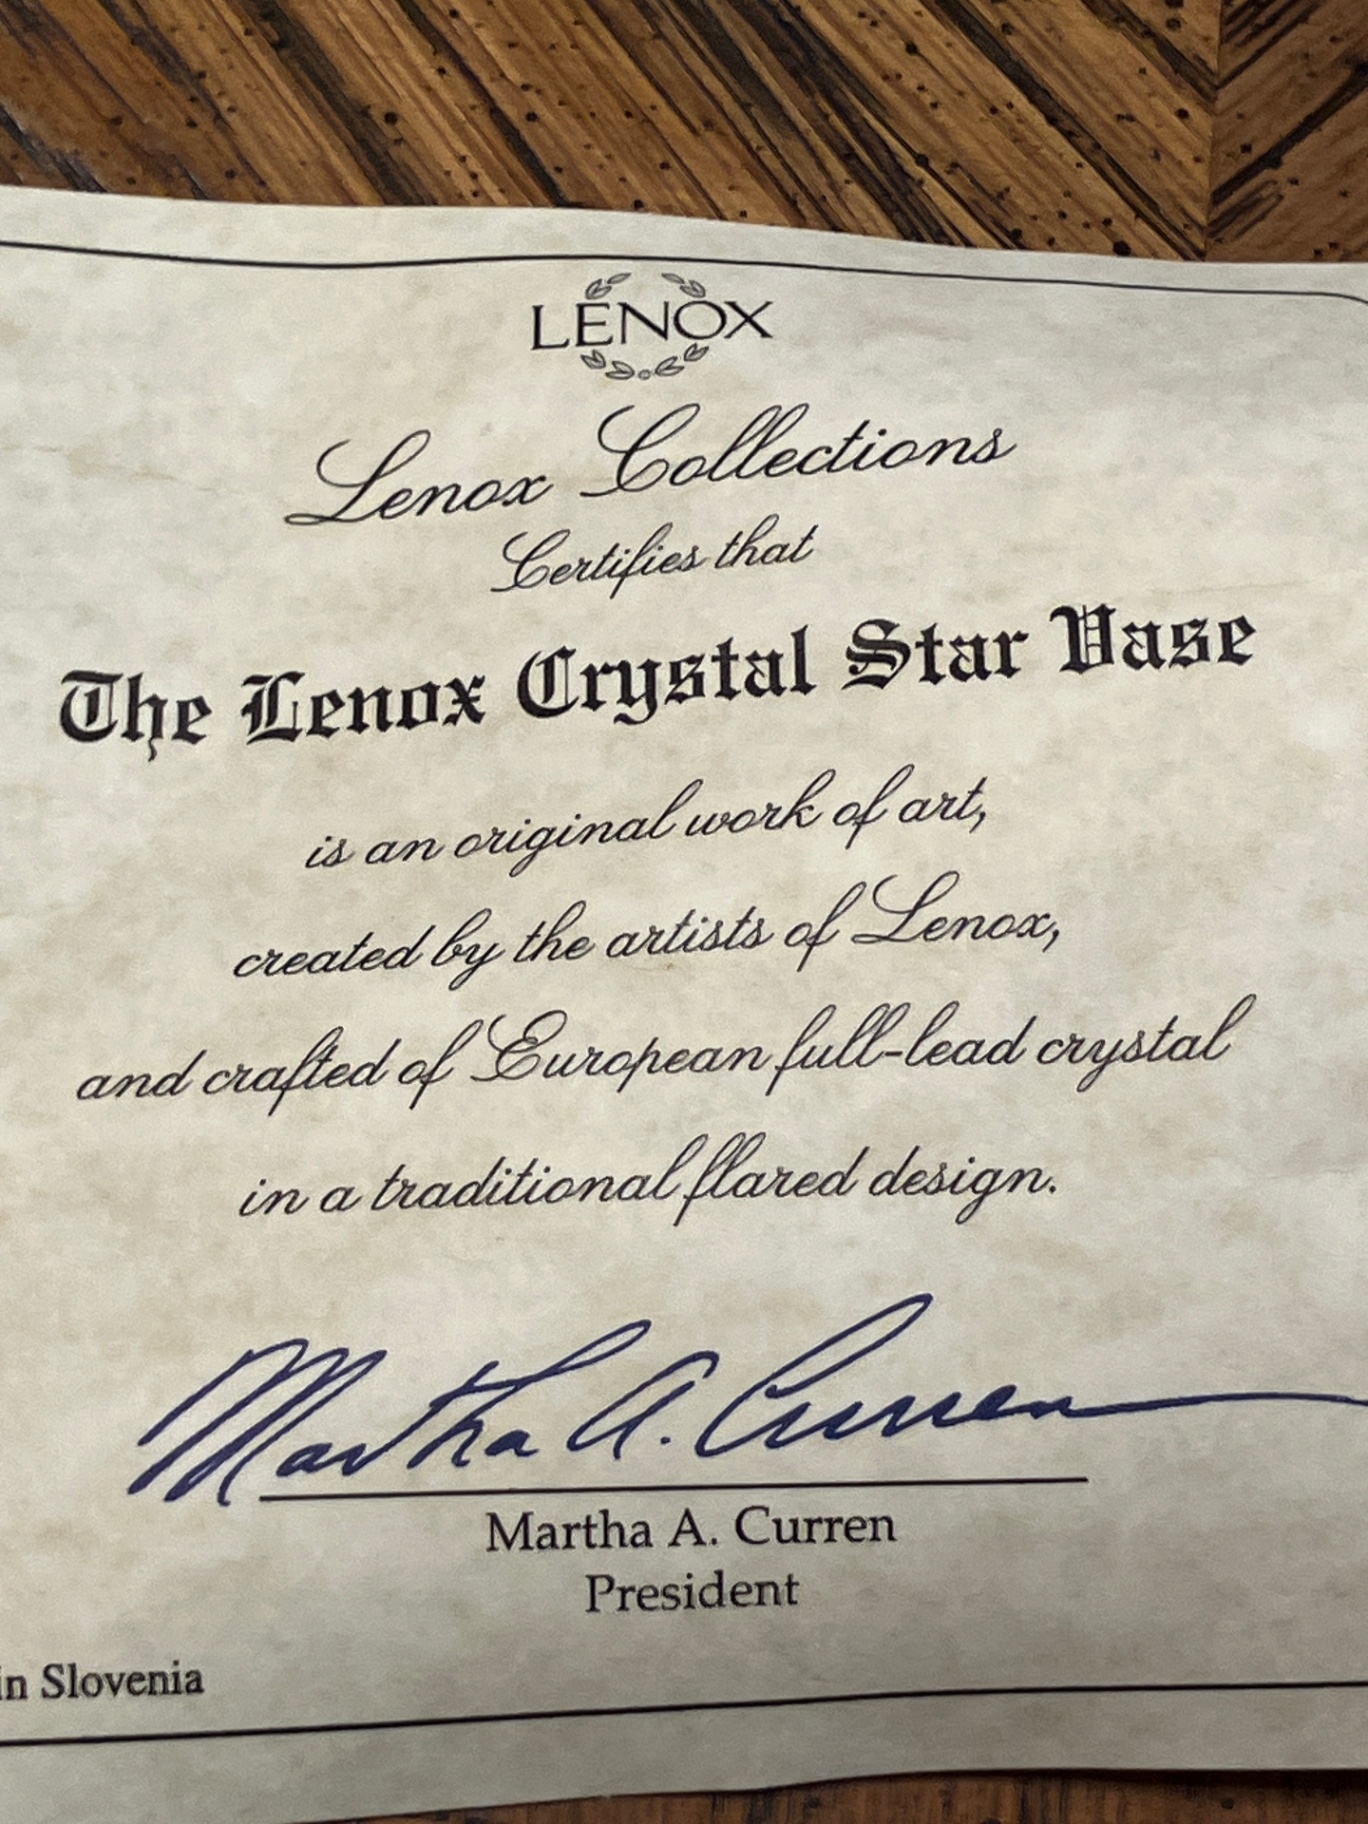 LENOX
Lenox Collections
Certifies that
The Lenox Crystal Star Vase
is an original work of art,
created by the artists of Lenox,
and crafted of European full-lead crystal
in a traditional flared design.
Martha A. Curren
Martha A. Curren
President
in Slovenia